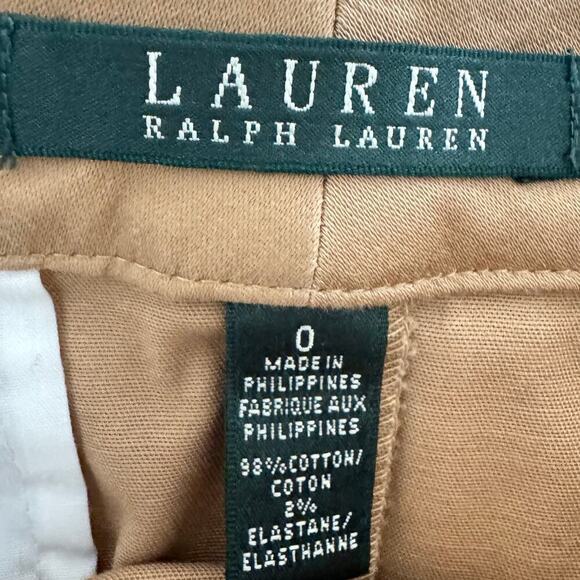 LAUREN
RALPH LAUREN
0
MADE IN
PHILIPPINES
FABRIQUE AUX
PHILIPPINES
98% COTTON/
COTON
2%
ELASTANE/
ELASTHANNE